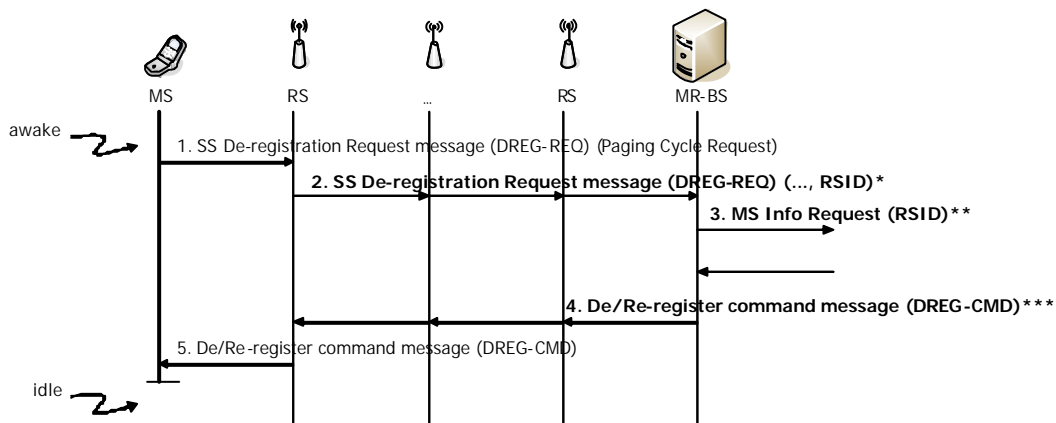 MS RS ... RS MR-BS
awake
1. SS De-registration Request message (DREG-REQ) (Paging Cycle Request)
2. SS De-registration Request message (DREG-REQ) (..., RSID)*
3. MS Info Request (RSID)**
4. De/Re-register command message (DREG-CMD)***
5. De/Re-register command message (DREG-CMD)
idle